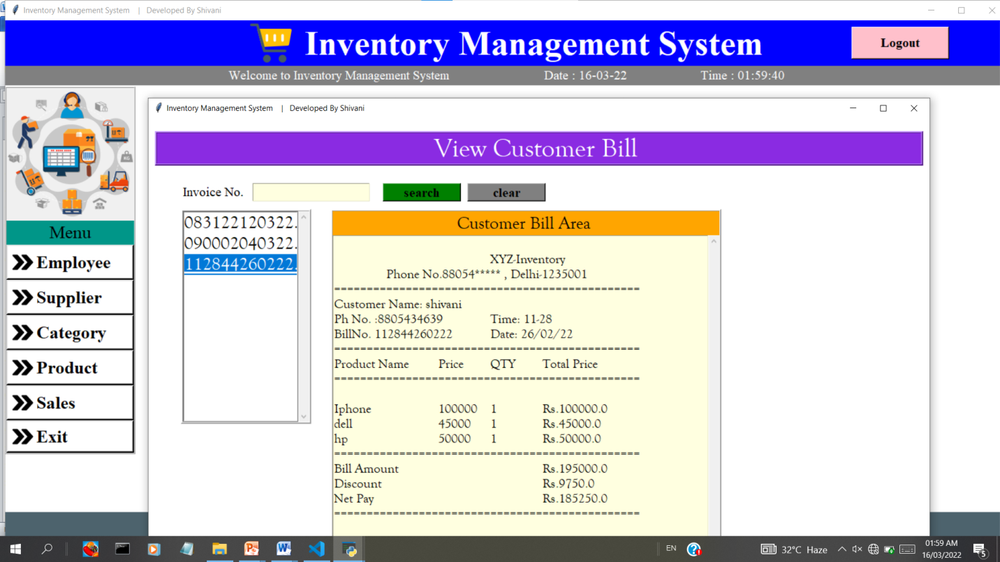 Inventory Management System | Developed By Shivani
Inventory Management System
Logout
Welcome to Inventory Management System Date : 16-03-22 Time : 01:59:40
Inventory Management System | Developed By Shivani
View Customer Bill
Invoice No. search clear
083122120322.
090002040322.
112844260222.
Customer Bill Area
XYZ-Inventory
Phone No.88054***** , Delhi-1235001
===============================================
Customer Name: shivani
Ph No. :8805434639 Time: 11-28
BillNo. 112844260222 Date: 26/02/22
===============================================
Product Name Price QTY Total Price
===============================================
Iphone 100000 1 Rs.100000.0
dell 45000 1 Rs.45000.0
hp 50000 1 Rs.50000.0
===============================================
Bill Amount Rs.195000.0
Discount Rs.9750.0
Net Pay Rs.185250.0
===============================================
Menu
Employee
Supplier
Category
Product
Sales
Exit
EN 32°C Haze 01:59 AM
16/03/2022 5